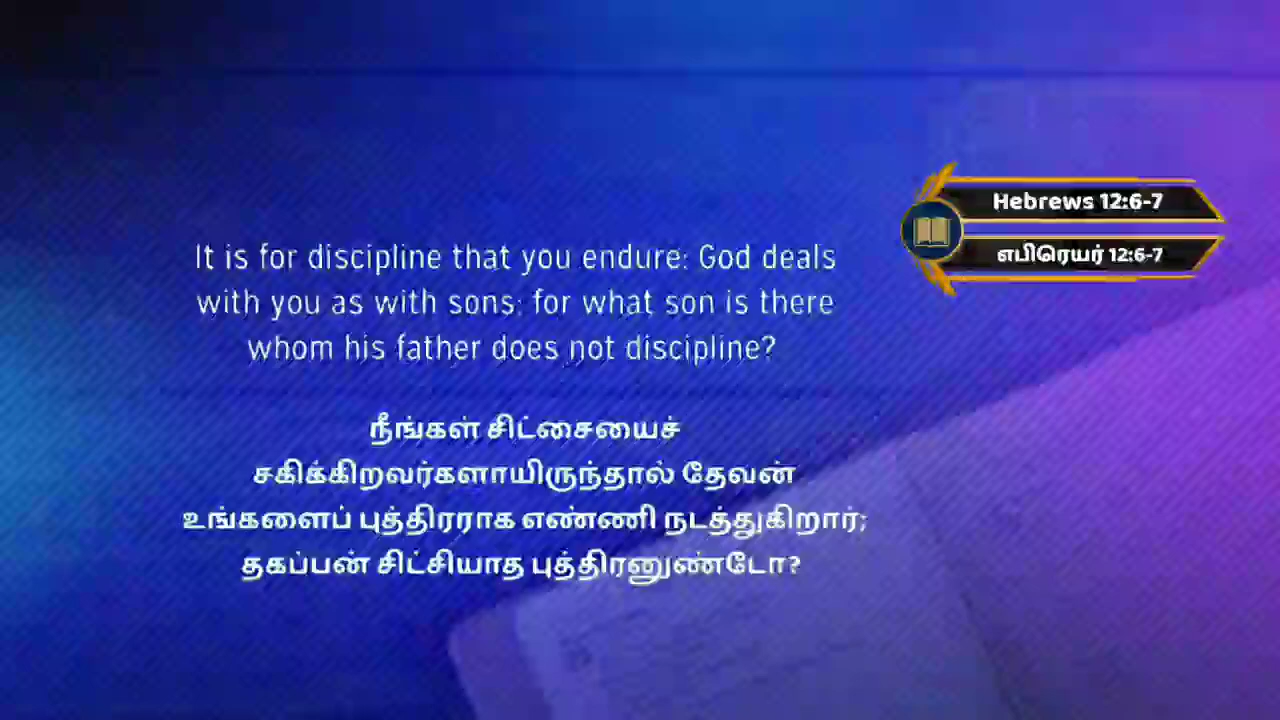 Hebrews 12:6-7
எபிரெயர் 12:6-7
It is for discipline that you endure: God deals
with you as with sons: for what son is there
whom his father does not discipline?
நீங்கள் சிட்சையைச்
சகிக்கிறவர்களாயிருந்தால் தேவன்
உங்களைப் புத்திரராக எண்ணி நடத்துகிறார்;
தகப்பன் சிட்சியாத புத்திரனுண்டோ?